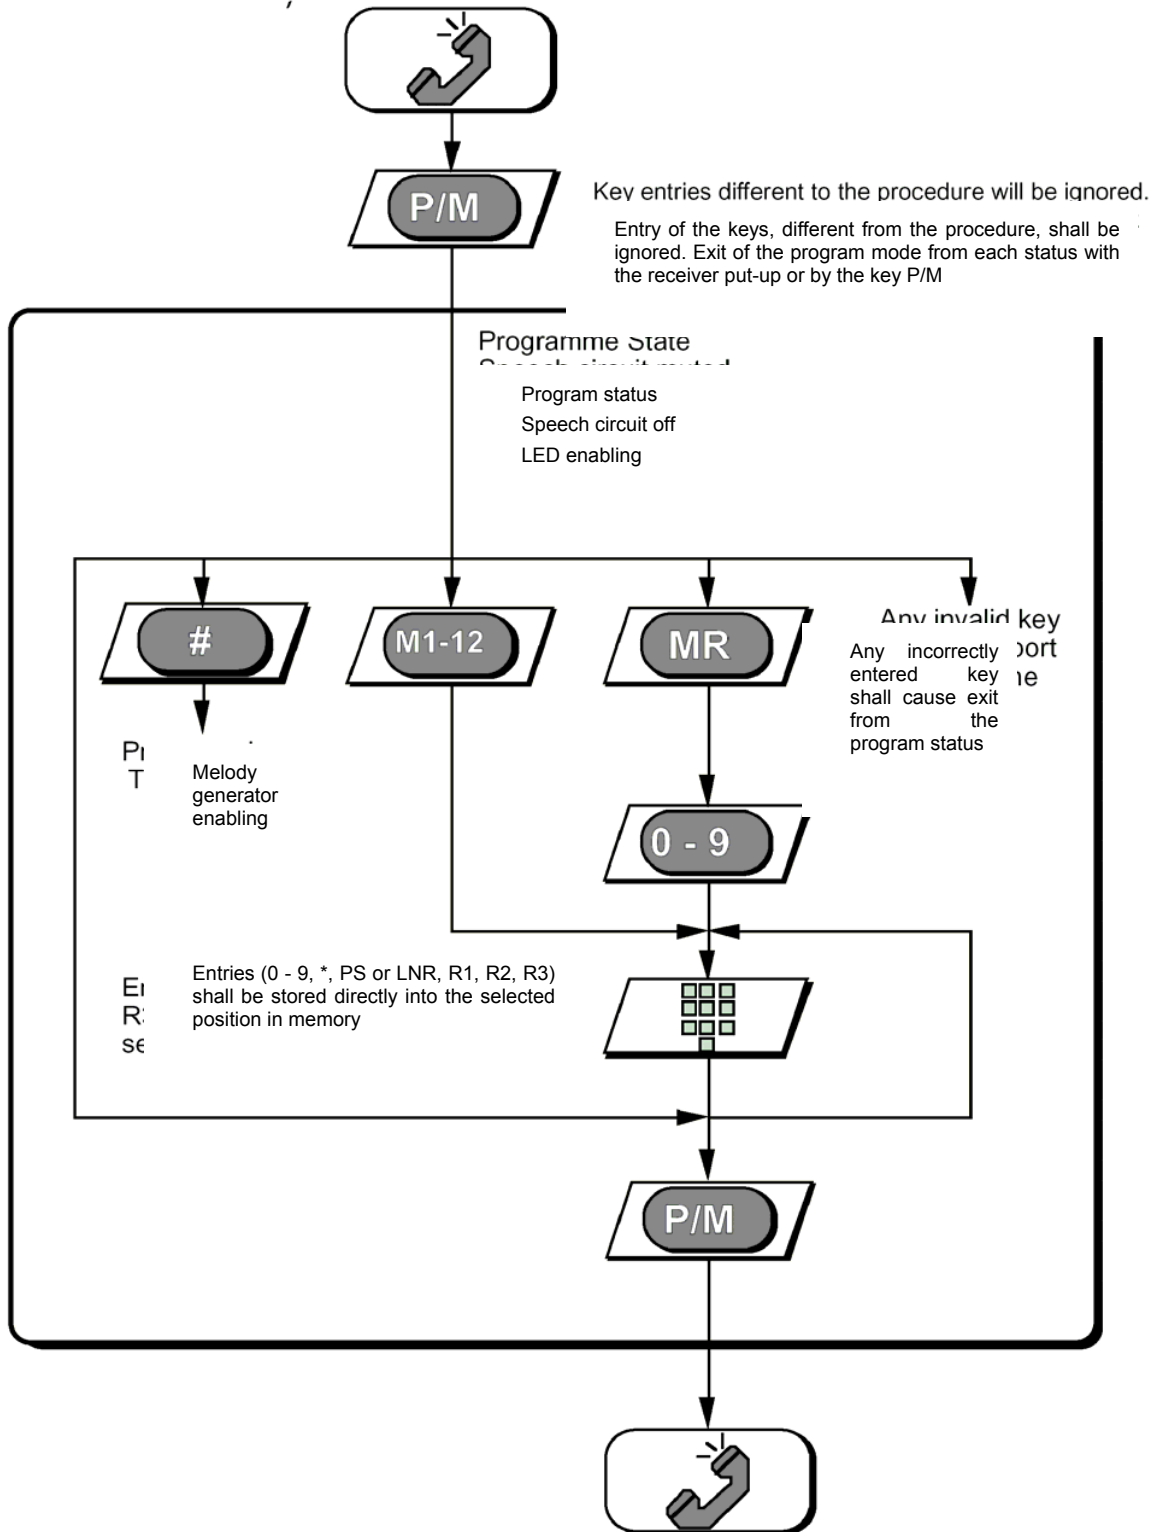 P/M
Key entries different to the procedure will be ignored.
Entry of the keys, different from the procedure, shall be
ignored. Exit of the program mode from each status with
the receiver put-up or by the key P/M
Programme State
Speech circuit muted
Program status
Speech circuit off
LED enabling
#
M1-12
MR
Any invalid key
Any incorrectly
entered key
shall cause exit
from the
program status
Melody
generator
enabling
0 - 9
Entries (0 - 9, *, PS or LNR, R1, R2, R3)
shall be stored directly into the selected
position in memory
P/M